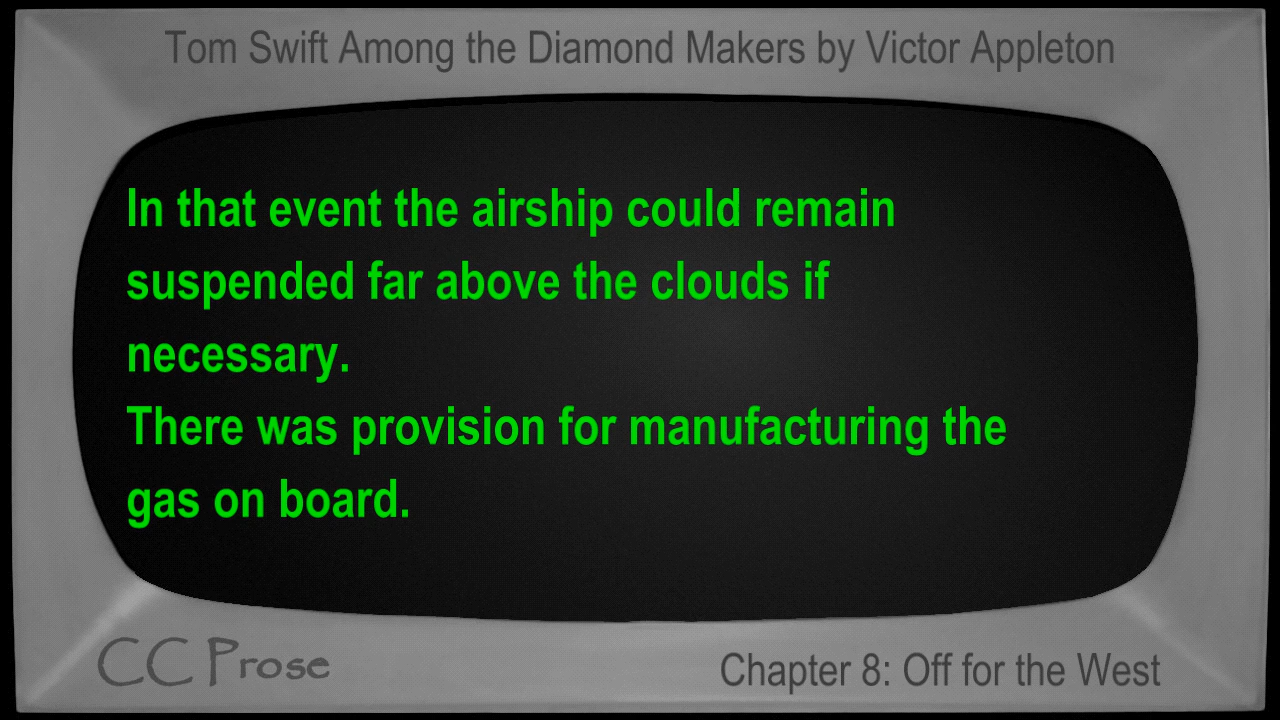 Tom Swift Among the Diamond Makers by Victor Appleton
In that event the airship could remain
suspended far above the clouds if
necessary.
There was provision for manufacturing the
gas on board.
CC Prose
Chapter 8: Off for the West